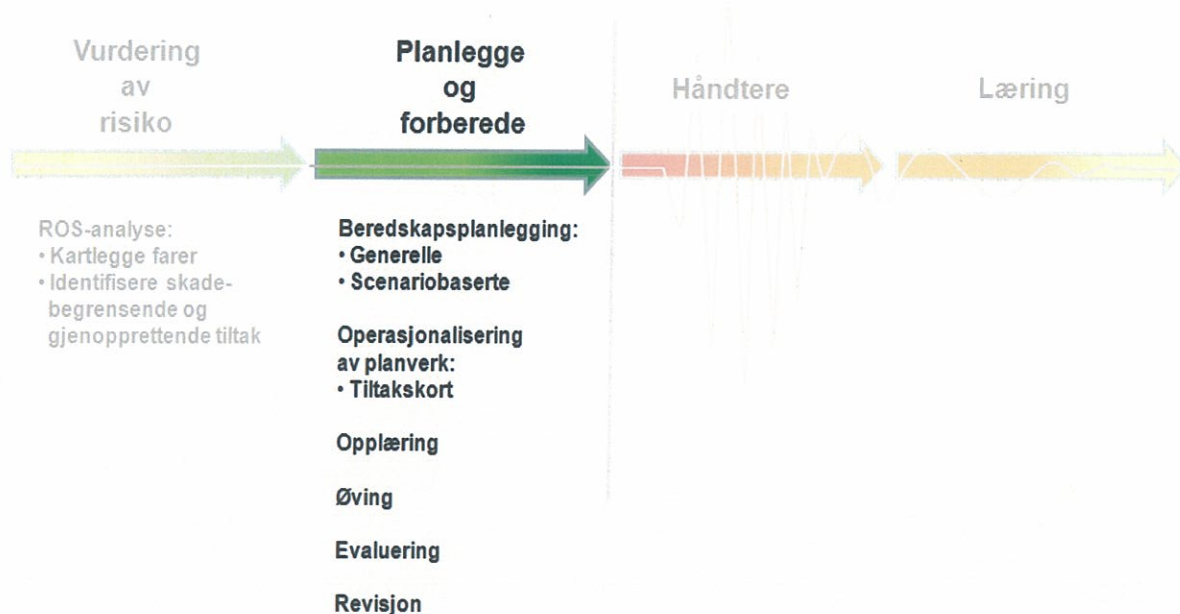 Vurdering
av
risiko
Planlegge
og
forberede
Håndtere
Læring
ROS-analyse:
• Kartlegge farer
• Identifisere skade-
begrensende og
gjenopprettende tiltak
Beredskapsplanlegging:
• Generelle
• Scenariobaserte
Operasjonalisering
av planverk:
• Tiltakskort
Opplæring
Øving
Evaluering
Revisjon